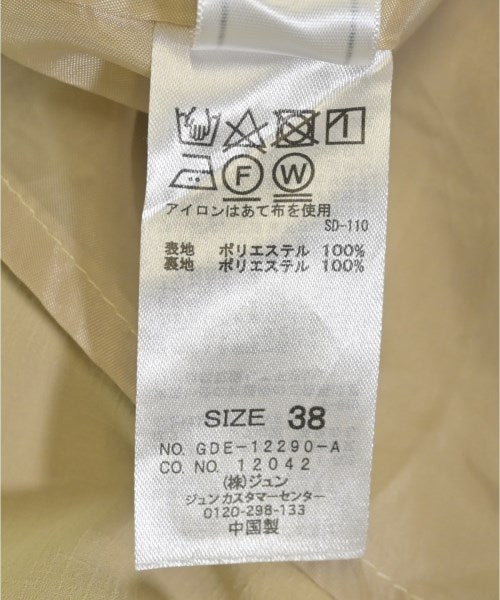 F W
アイロンはあて布を使用
SD-110
表地 ポリエステル 100%
裏地 ポリエステル 100%
SIZE 38
NO. GDE-12290-A
CO. NO. 12042
(株)ジュン
ジュンカスタマーセンター
0120-298-133
中国製